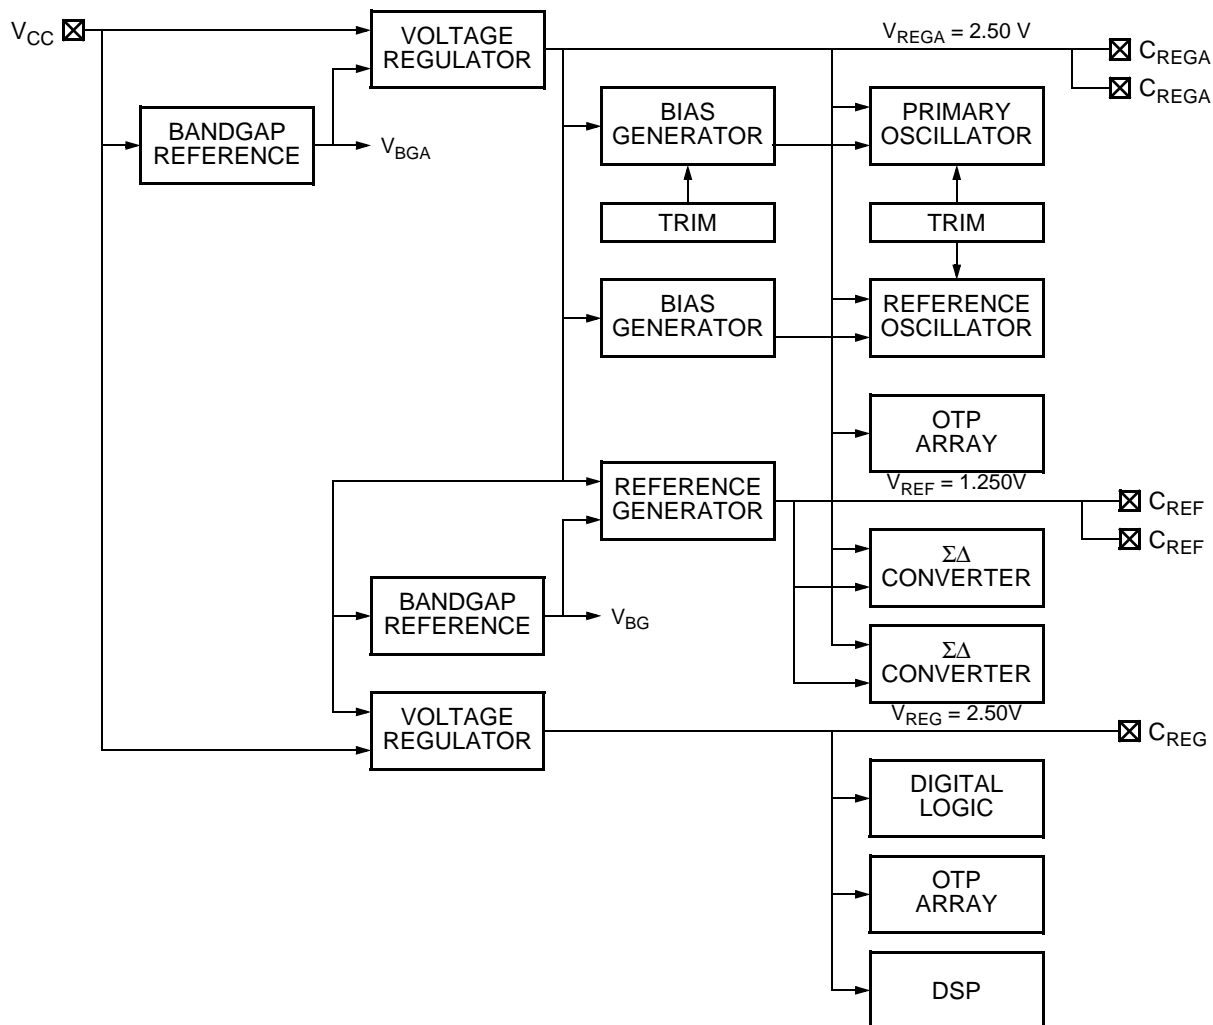 VCC
VOLTAGE
REGULATOR
VREGA = 2.50 V
CREGA
CREGA
BANDGAP
REFERENCE
VBGA
BIAS
GENERATOR
PRIMARY
OSCILLATOR
TRIM
TRIM
BIAS
GENERATOR
REFERENCE
OSCILLATOR
OTP
ARRAY
REFERENCE
GENERATOR
VREF = 1.250V
CREF
CREF
ΣΔ
CONVERTER
BANDGAP
REFERENCE
VBG
ΣΔ
CONVERTER
VOLTAGE
REGULATOR
VREG = 2.50V
CREG
DIGITAL
LOGIC
OTP
ARRAY
DSP